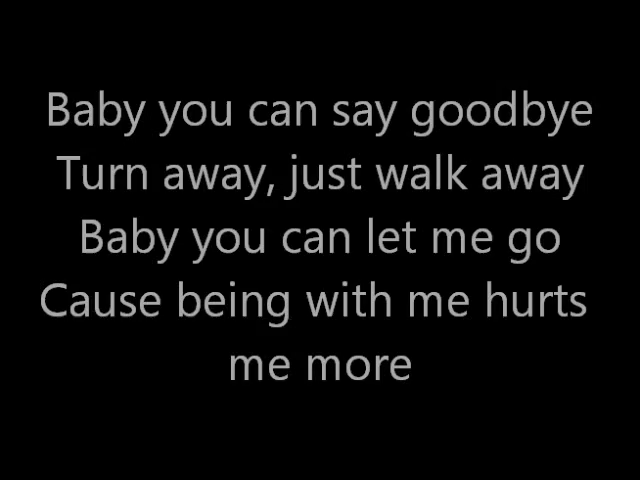 Baby you can say goodbye
Turn away, just walk away
Baby you can let me go
Cause being with me hurts
me more